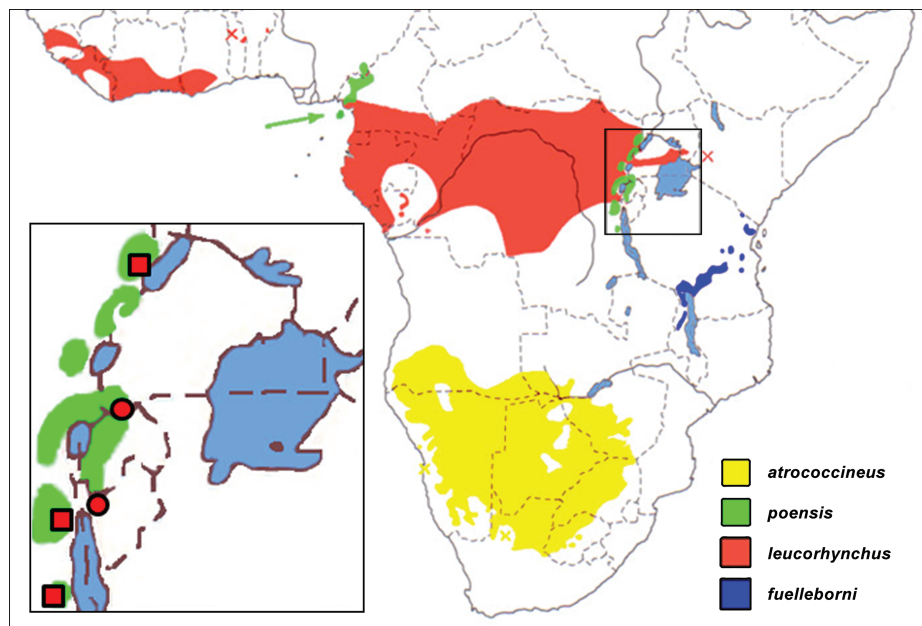 ?
atrococcineus
poensis
leucorhynchus
fuelleborni